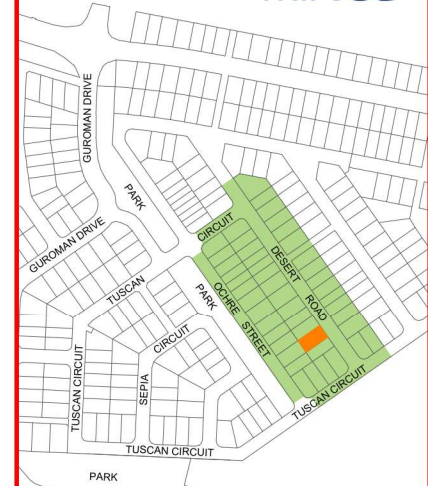 GUROMAN DRIVE
PARK
CIRCUIT
GUROMAN DRIVE
DESERT ROAD
TUSCAN
PARK
OCHRE STREET
CIRCUIT
TUSCAN CIRCUIT
SEPIA
TUSCAN CIRCUIT
TUSCAN CIRCUIT
PARK